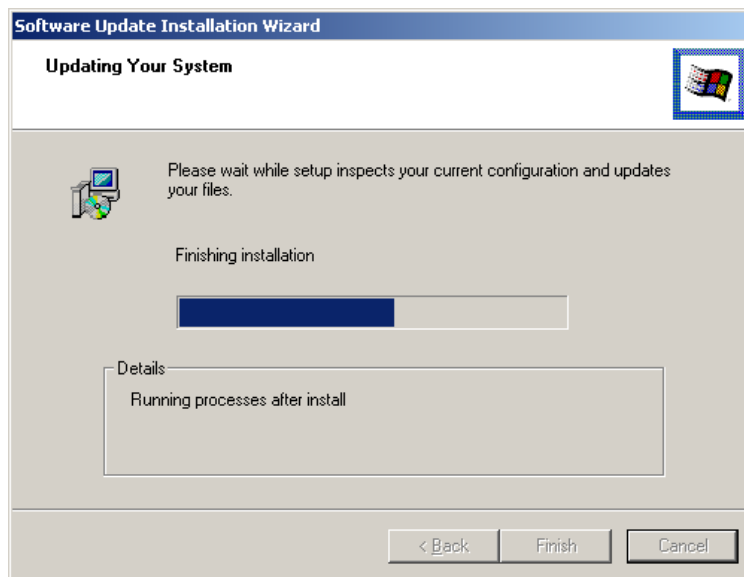 Software Update Installation Wizard
Updating Your System
Please wait while setup inspects your current configuration and updates
your files.
Finishing installation
Details
Running processes after install
< Back
Finish
Cancel